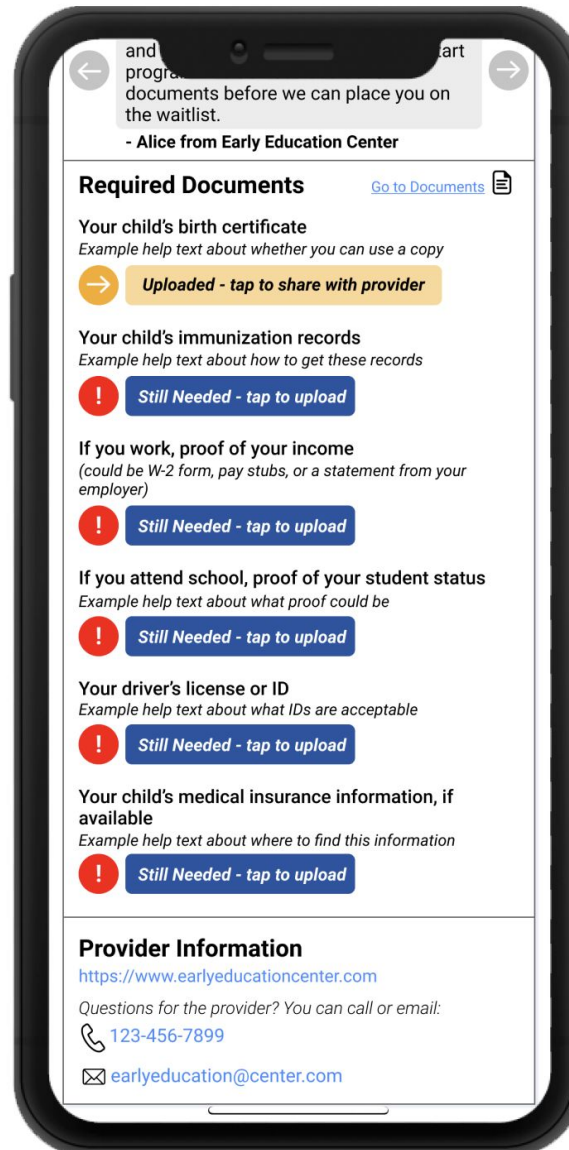 and
art
progra
documents before we can place you on
the waitlist.
- Alice from Early Education Center
Required Documents
Go to Documents
Your child's birth certificate
Example help text about whether you can use a copy
Uploaded - tap to share with provider
Your child's immunization records
Example help text about how to get these records
! Still Needed - tap to upload
If you work, proof of your income
(could be W-2 form, pay stubs, or a statement from your
employer)
! Still Needed - tap to upload
If you attend school, proof of your student status
Example help text about what proof could be
! Still Needed - tap to upload
Your driver's license or ID
Example help text about what IDs are acceptable
! Still Needed - tap to upload
Your child's medical insurance information, if
available
Example help text about where to find this information
! Still Needed - tap to upload
Provider Information
https://www.earlyeducationcenter.com
Questions for the provider? You can call or email:
123-456-7899
earlyeducation@center.com